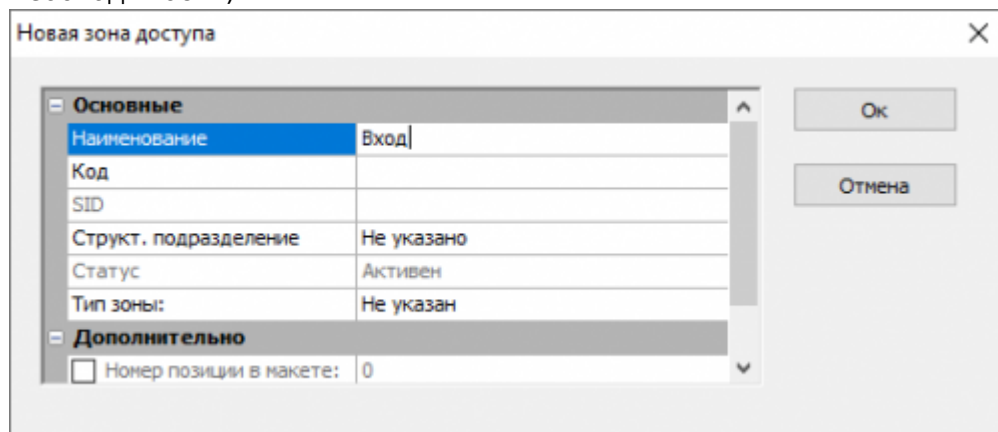 Новая зона доступа
Основные
Наименование Вход
Ок
Код
SID
Отмена
Структ. подразделение Не указано
Статус Активен
Тип зоны: Не указан
Дополнительно
Номер позиции в макете: 0